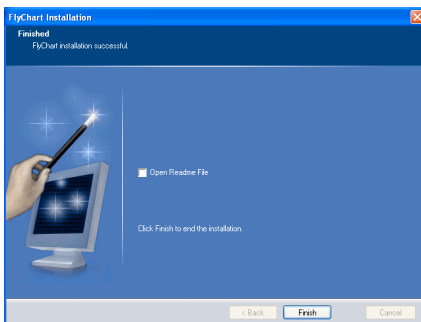 FlyChart Installation
Finished
FlyChart installation successful.
Open Readme File
Click Finish to end the installation.
< Back
Finish
Cancel